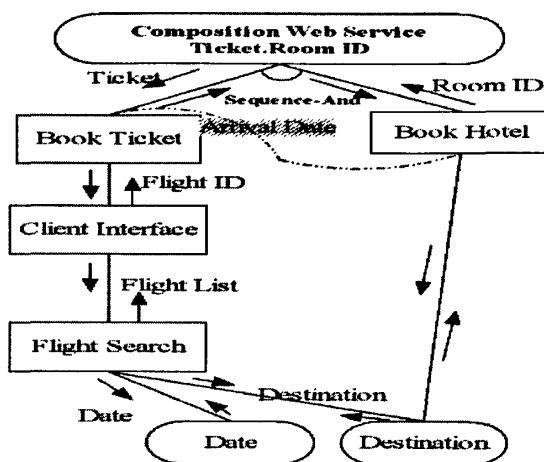 Composition Web Service
Ticket.Room ID
Ticket
Room ID
Sequence-And
Book Ticket
Arrival Date
Book Hotel
Flight ID
Client Interface
Flight List
Flight Search
Destination
Date
Date
Destination